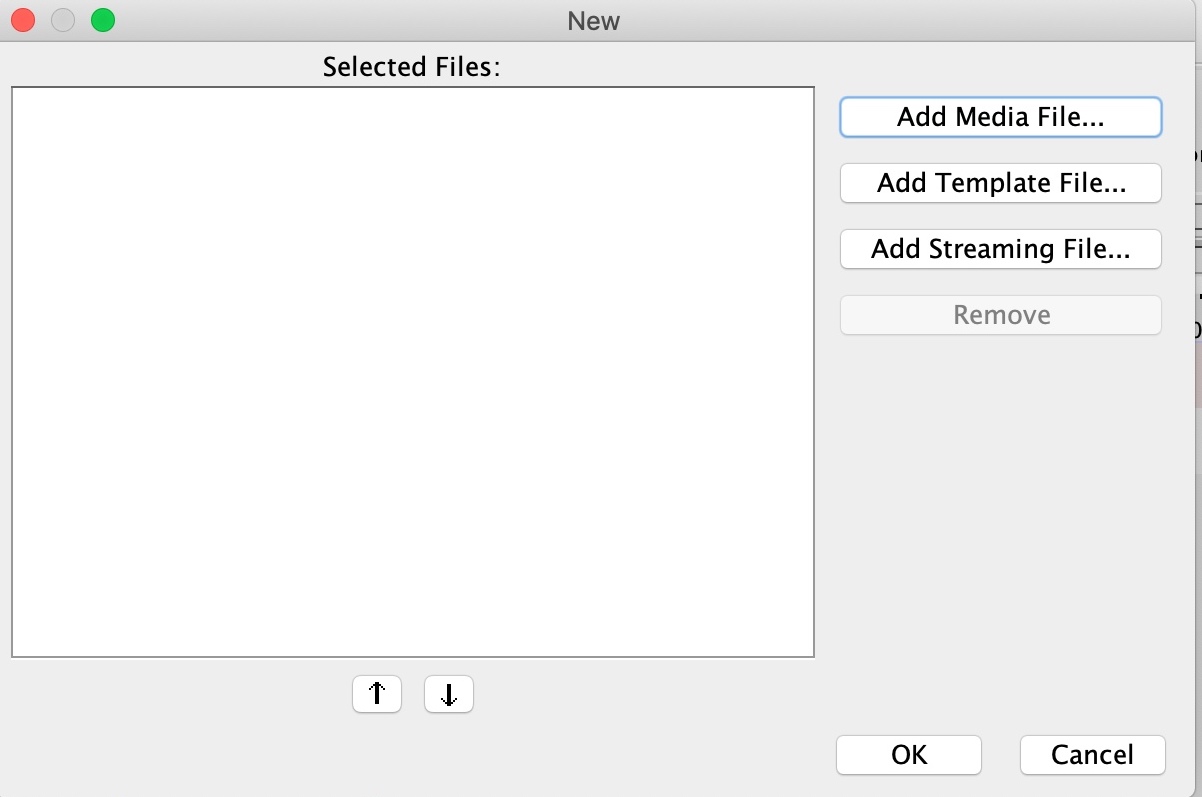 New
Selected Files:
Add Media File...
Add Template File...
Add Streaming File...
Remove
OK
Cancel